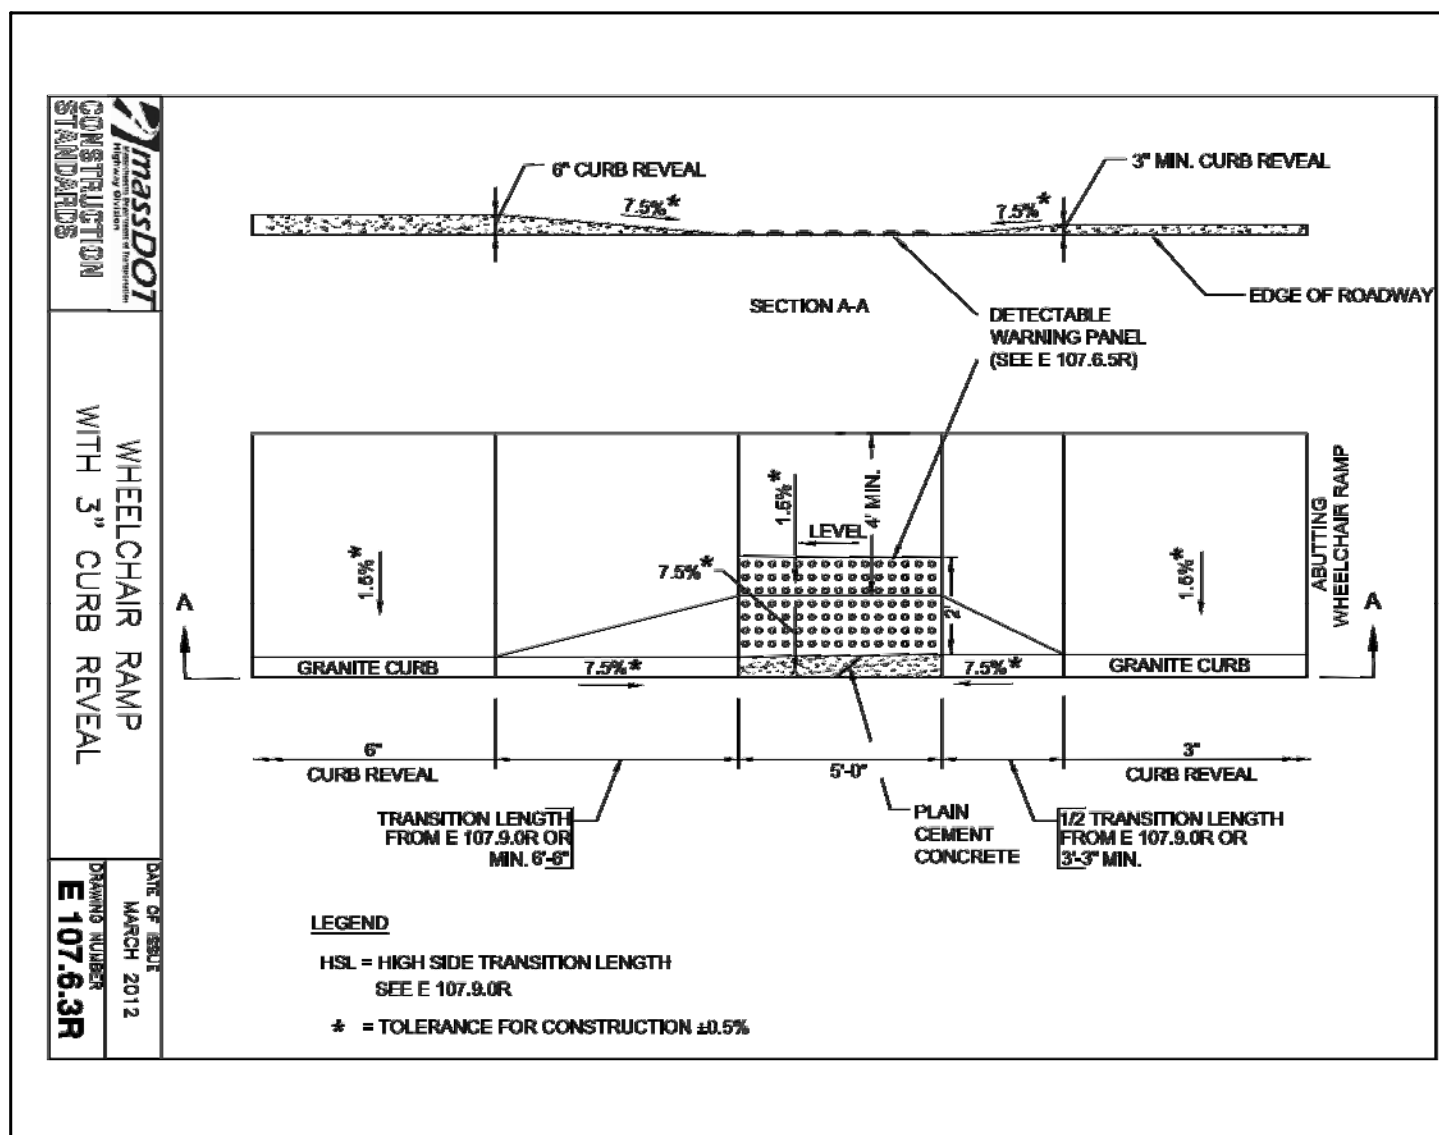 massDOT
Massachusetts Department of Transportation
Highway Division
CONSTRUCTION
STANDARDS
WHEELCHAIR RAMP
WITH 3" CURB REVEAL
DATE OF ISSUE
MARCH 2012
DRAWING NUMBER
E 107.6.3R
6" CURB REVEAL
7.5%*
7.5%*
3" MIN. CURB REVEAL
EDGE OF ROADWAY
SECTION A-A
DETECTABLE
WARNING PANEL
(SEE E 107.6.5R)
1.5%*
4' MIN.
LEVEL
7.5%*
2'
1.5%*
1.5%*
ABUTTING
WHEELCHAIR RAMP
A
A
GRANITE CURB
7.5%*
7.5%*
GRANITE CURB
6"
CURB REVEAL
5'-0"
3"
CURB REVEAL
TRANSITION LENGTH
FROM E 107.9.0R OR
MIN. 6'-6"
PLAIN
CEMENT
CONCRETE
1/2 TRANSITION LENGTH
FROM E 107.9.0R OR
3'-3" MIN.
LEGEND
HSL = HIGH SIDE TRANSITION LENGTH
SEE E 107.9.0R
* = TOLERANCE FOR CONSTRUCTION ±0.5%